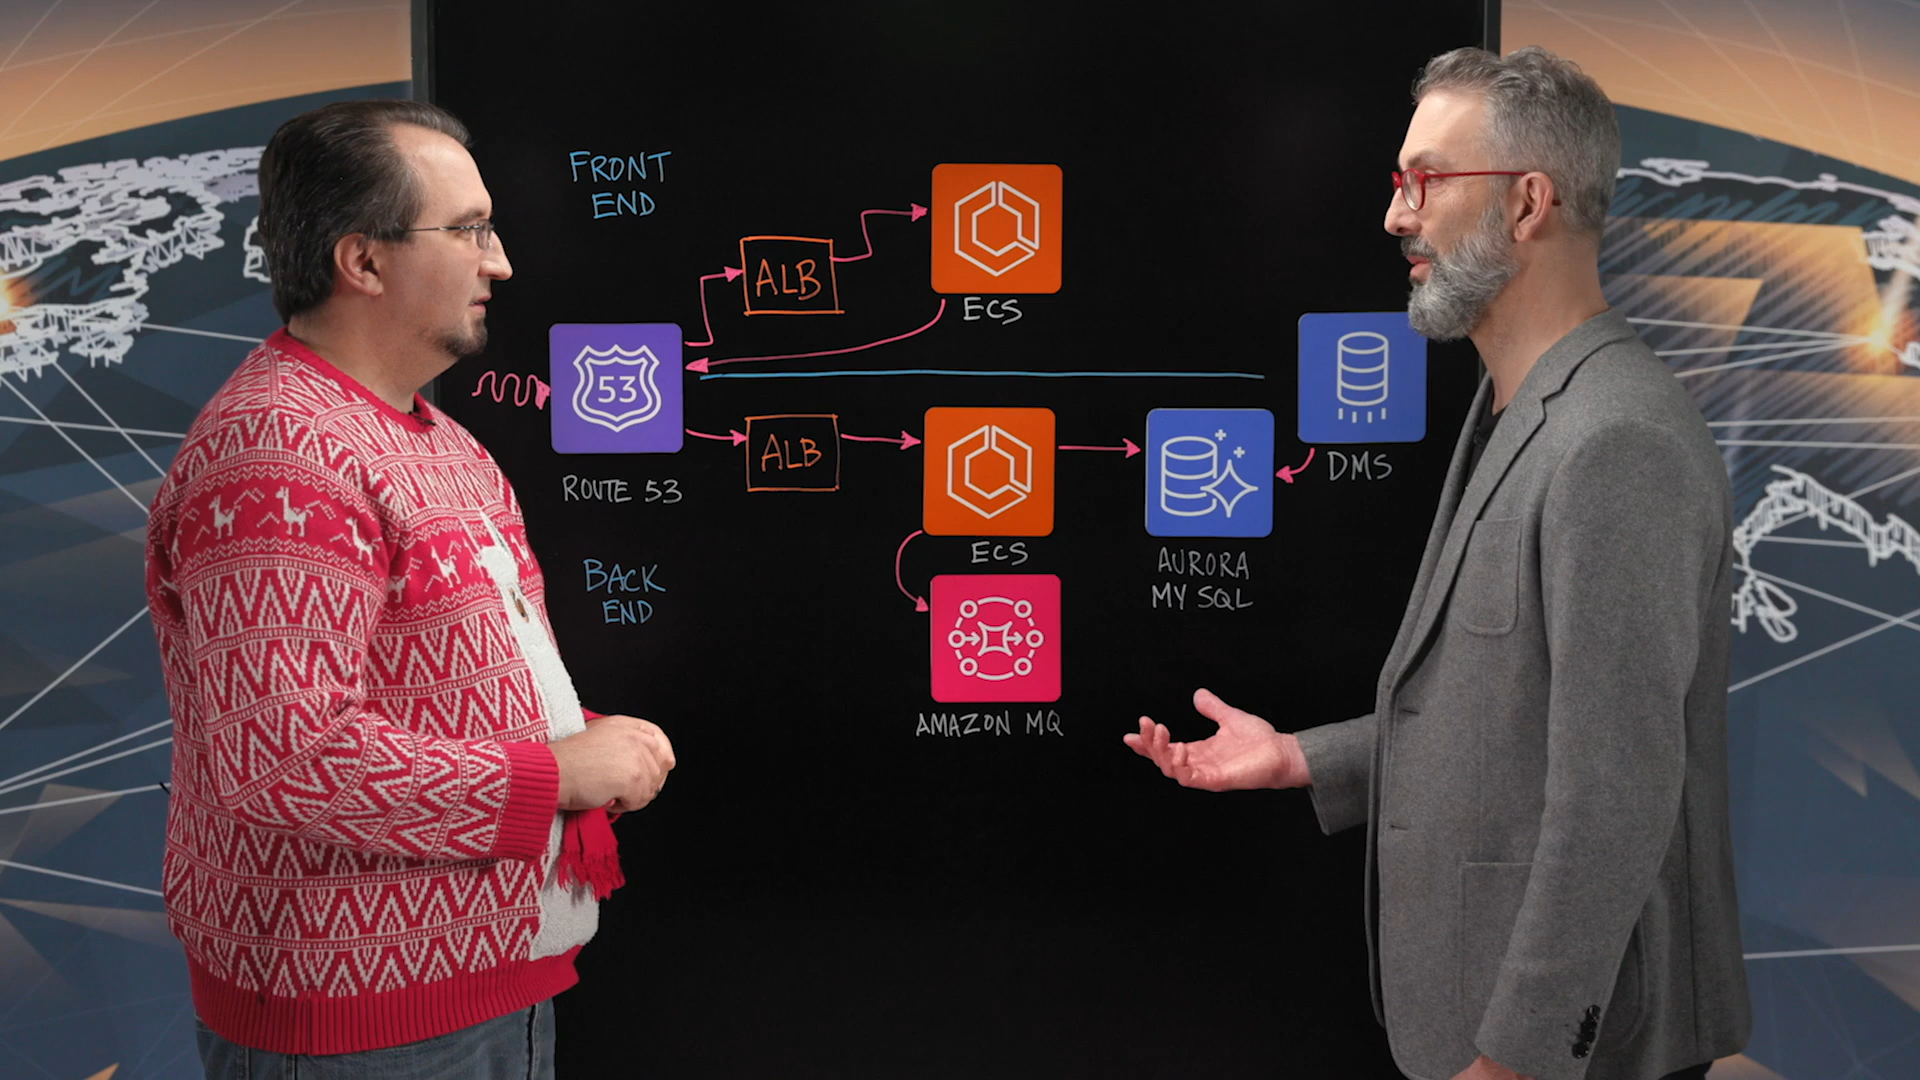 FRONT
END
ALB
ECS
53
ROUTE 53
ALB
ECS
AURORA
MY SQL
DMS
BACK
END
AMAZON MQ